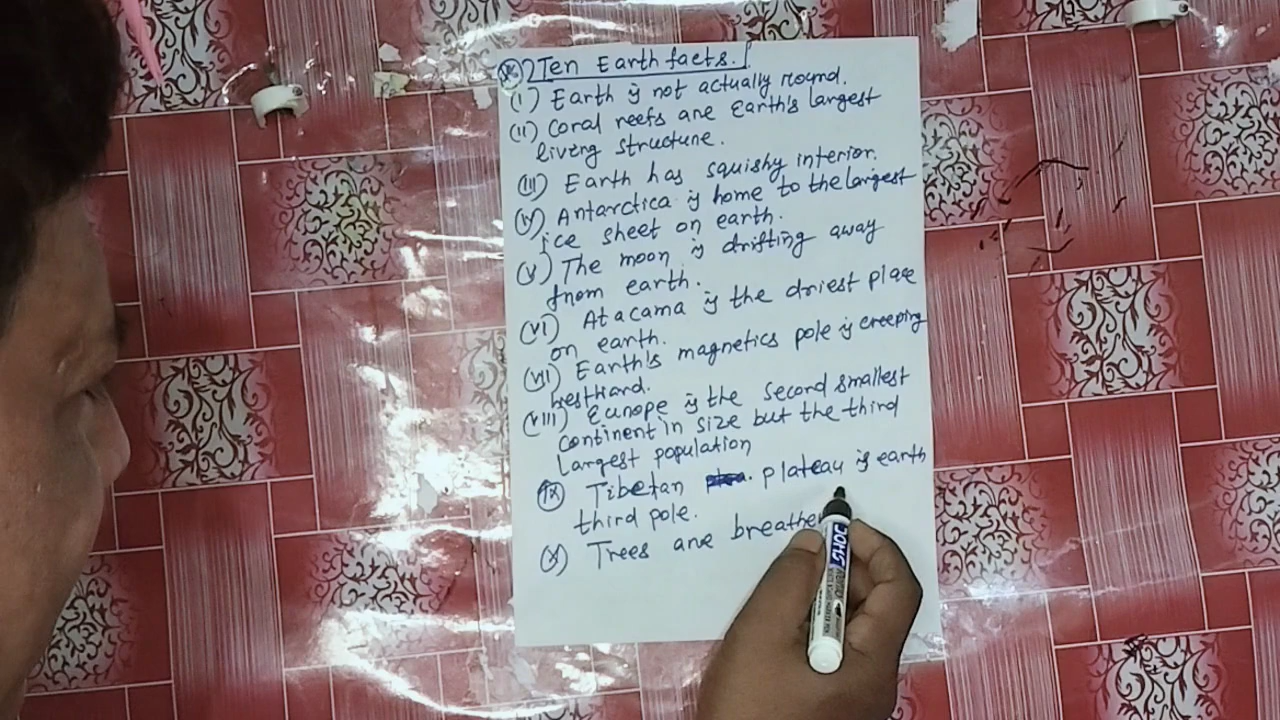 Ten Earth facts.
(I) Earth is not actually round.
(II) Coral reefs are Earth's largest
living structure.
(III) Earth has squishy interior.
(IV) Antarctica is home to the largest
ice sheet on earth.
(V) The moon is drifting away
from earth.
(VI) Atacama is the driest place
on earth.
(VII) Earth's magnetics pole is creeping
westward.
(VIII) Europe is the second smallest
continent in size but the third
largest population
(IX) Tibetan plateau is earth
third pole.
(X) Trees are breather